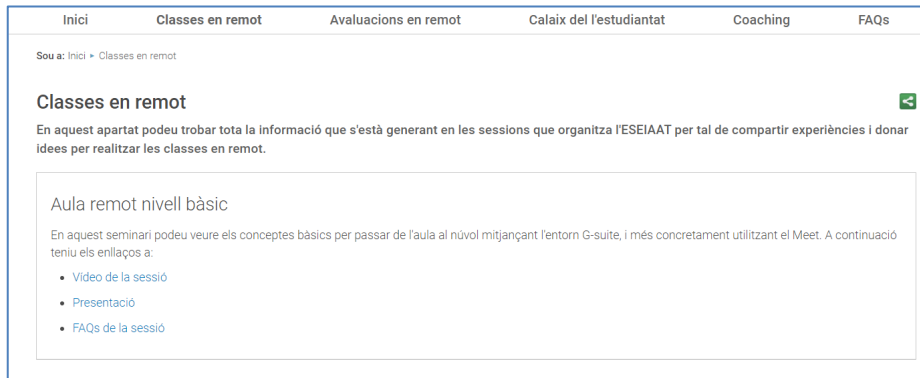 Inici Classes en remot Avaluacions en remot Calaix del l'estudiantat Coaching FAQs
Sou a: Inici ▸ Classes en remot
Classes en remot
En aquest apartat podeu trobar tota la informació que s'està generant en les sessions que organitza l'ESEIAAT per tal de compartir experiències i donar
idees per realitzar les classes en remot.
Aula remot nivell bàsic
En aquest seminari podeu veure els conceptes bàsics per passar de l'aula al núvol mitjançant l'entorn G-suite, i més concretament utilitzant el Meet. A continuació
teniu els enllaços a:
• Vídeo de la sessió
• Presentació
• FAQs de la sessió